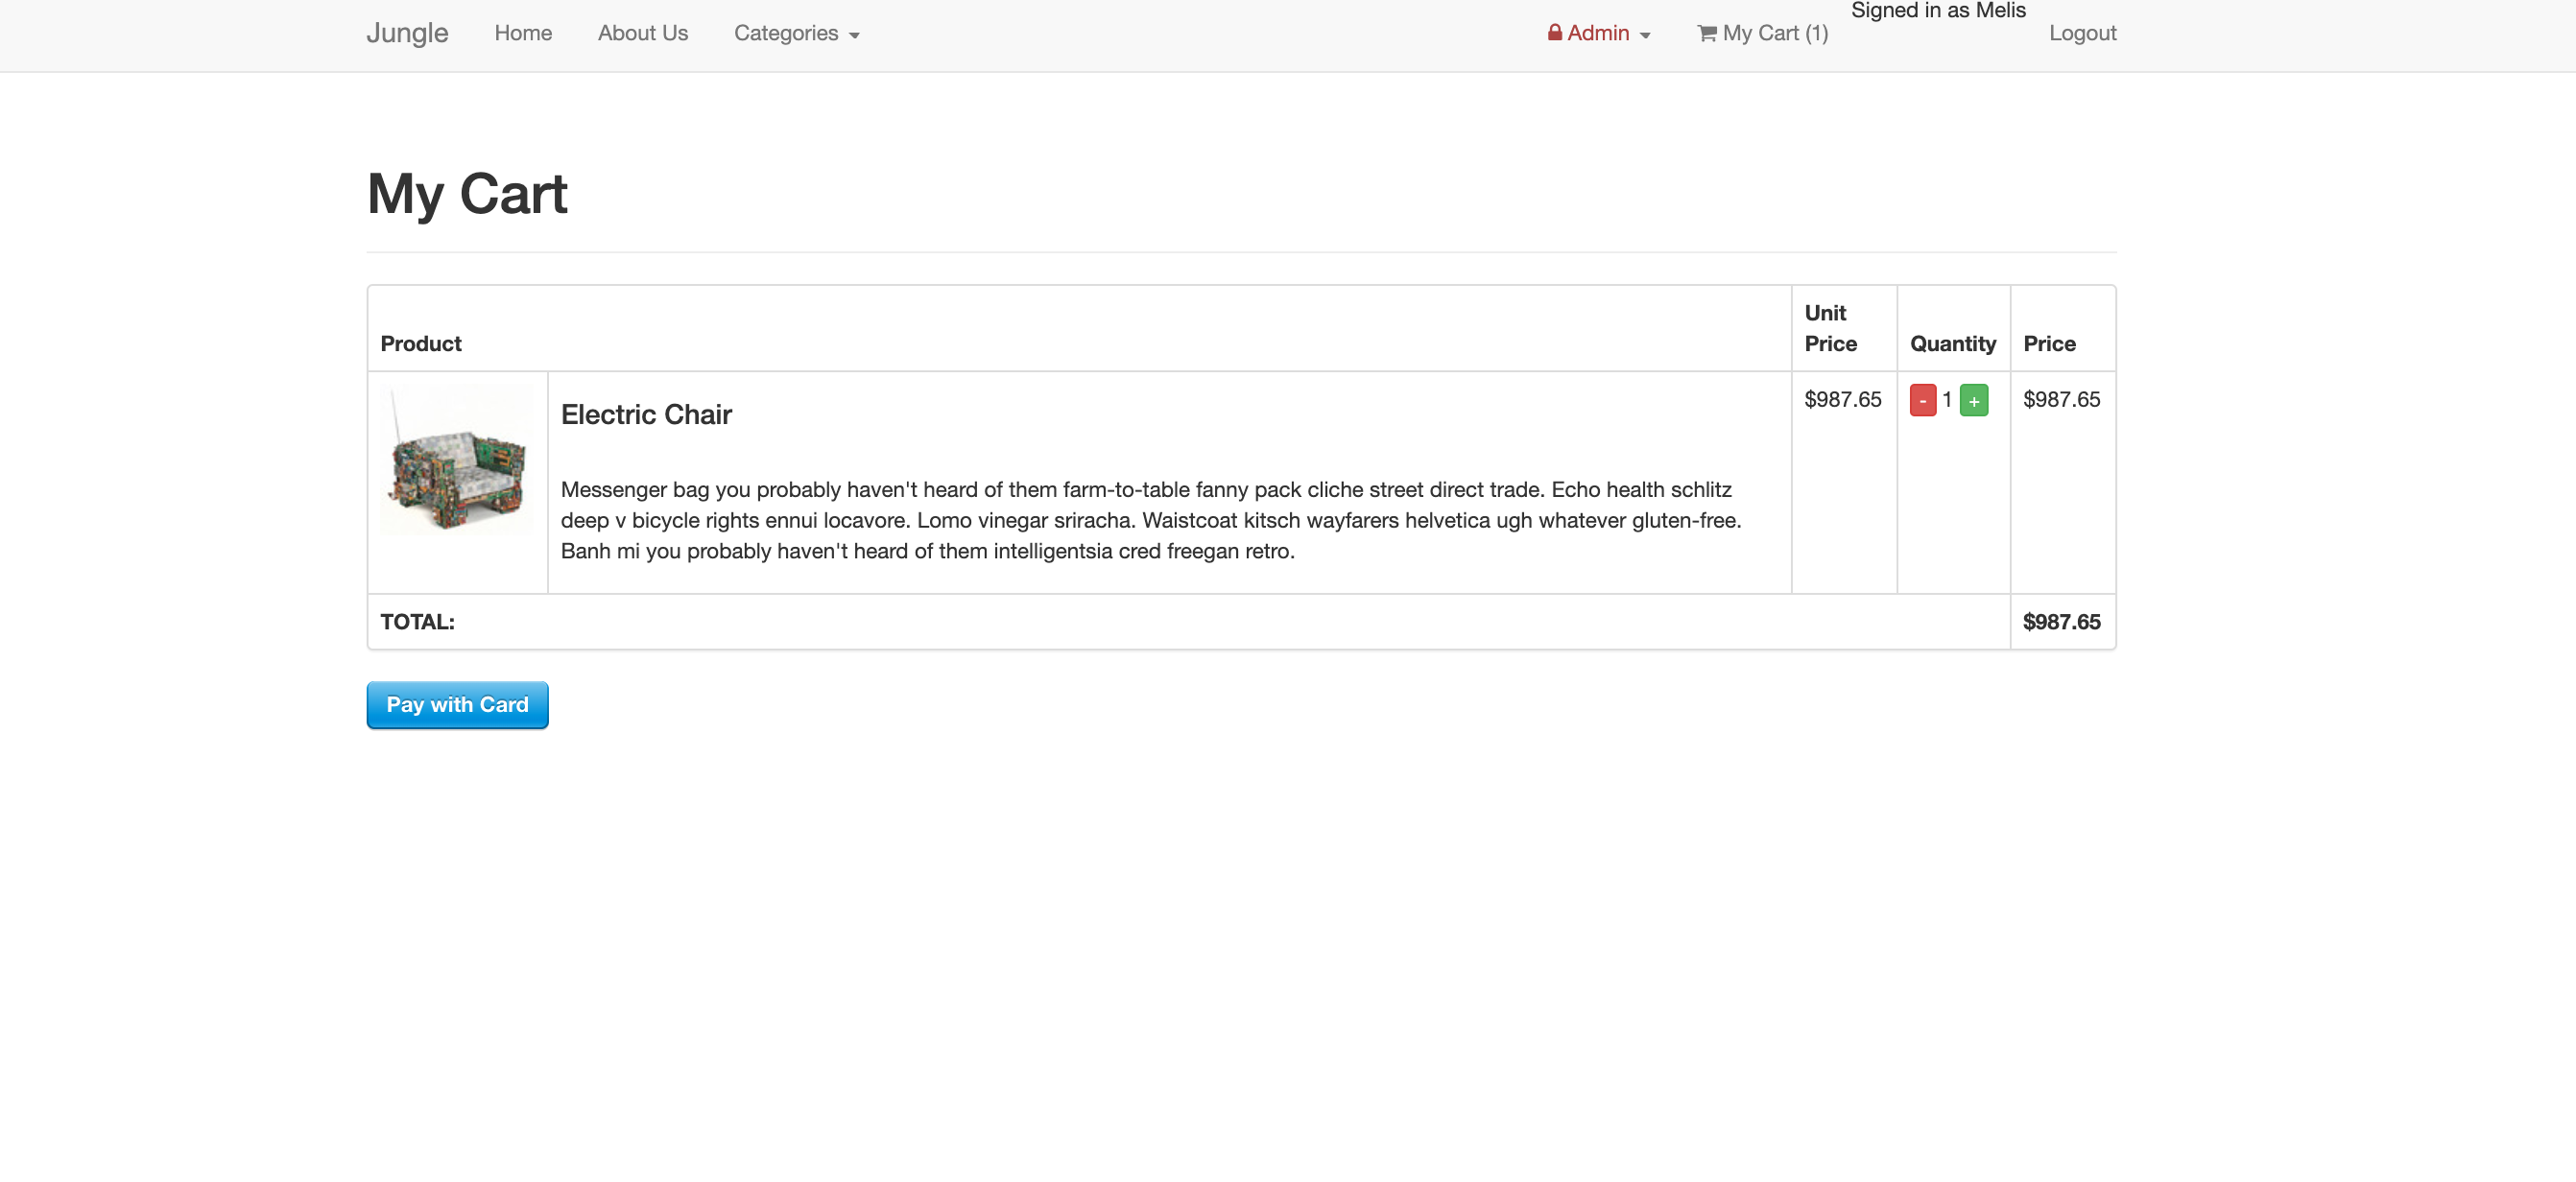 Jungle Home About Us Categories Admin My Cart (1) Signed in as Melis Logout
My Cart
Product Unit Price Quantity Price
Electric Chair $987.65 - 1 + $987.65
Messenger bag you probably haven't heard of them farm-to-table fanny pack cliche street direct trade. Echo health schlitz
deep v bicycle rights ennui locavore. Lomo vinegar sriracha. Waistcoat kitsch wayfarers helvetica ugh whatever gluten-free.
Banh mi you probably haven't heard of them intelligentsia cred freegan retro.
TOTAL: $987.65
Pay with Card